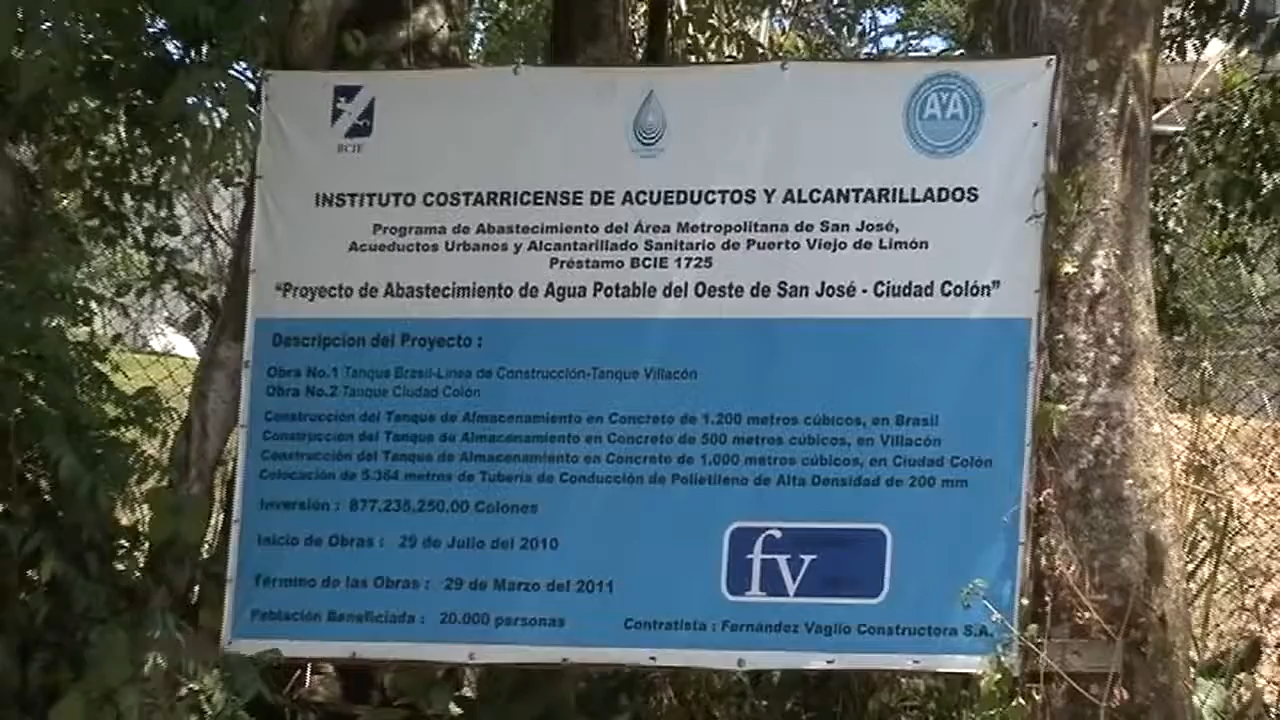 BCIE
AYA
INSTITUTO COSTARRICENSE DE ACUEDUCTOS Y ALCANTARILLADOS
Programa de Abastecimiento del Área Metropolitana de San José,
Acueductos Urbanos y Alcantarillado Sanitario de Puerto Viejo de Limón
Préstamo BCIE 1725
“Proyecto de Abastecimiento de Agua Potable del Oeste de San José - Ciudad Colón”
Descripcion del Proyecto :
Obra No.1 Tanque Brasil-Linea de Construcción-Tanque Villacón
Obra No.2 Tanque Ciudad Colón
Construcción del Tanque de Almacenamiento en Concreto de 1.200 metros cúbicos, en Brasil
Construccion del Tanque de Almacenamiento en Concreto de 500 metros cúbicos, en Villacón
Construcción del Tanque de Almacenamiento en Concreto de 1.000 metros cúbicos, en Ciudad Colón
Colocación de 5.364 metros de Tubería de Conducción de Polietileno de Alta Densidad de 200 mm
Inversión : 877.235,250.00 Colones
Inicio de Obras : 29 de Julio del 2010
fv
Término de las Obras : 29 de Marzo del 2011
Población Beneficiada : 20.000 personas
Contratista : Fernández Vaglio Constructora S.A.